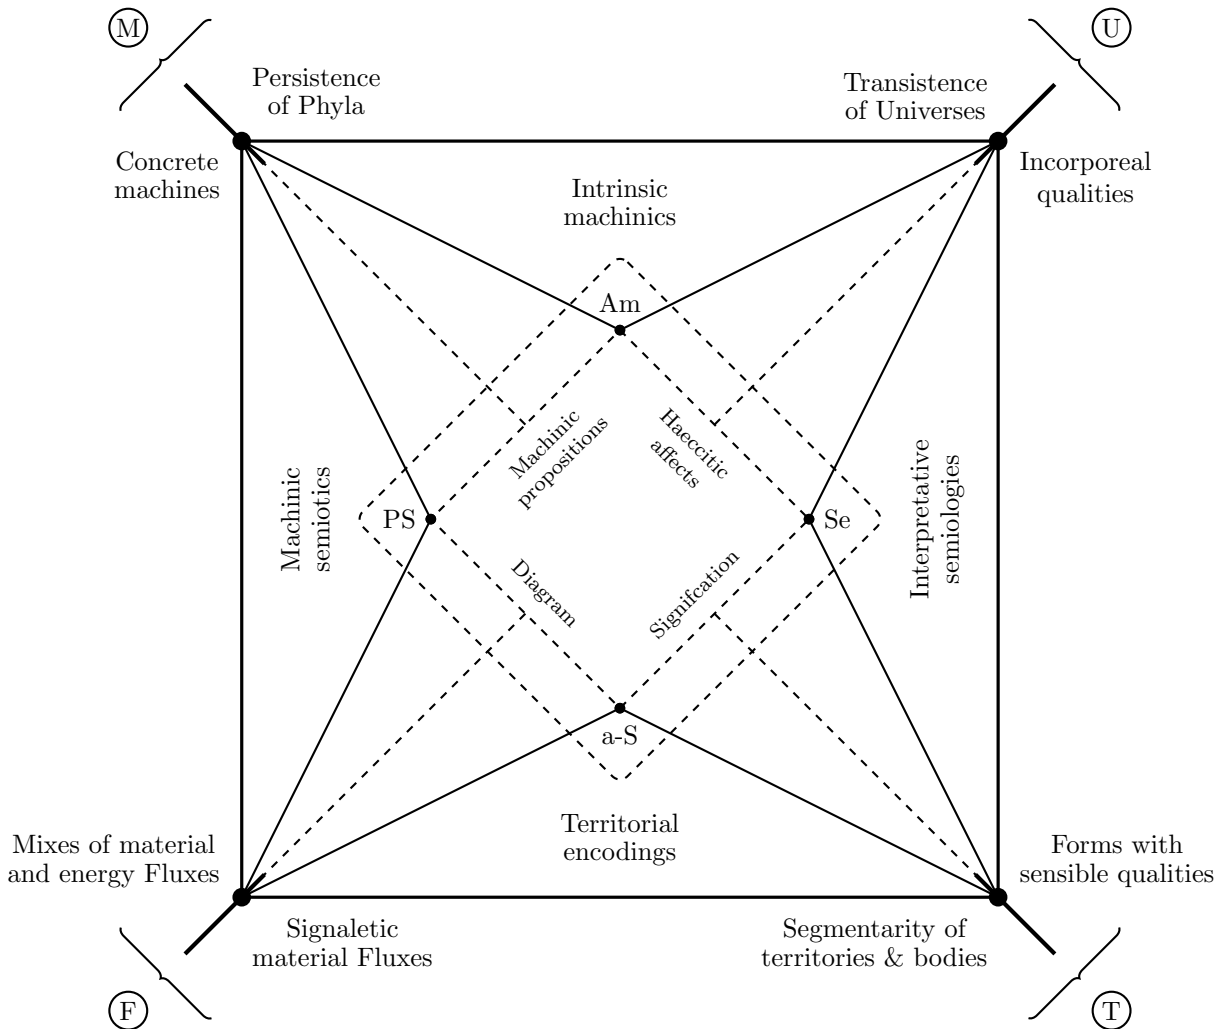 M
U
Persistence
of Phyla
Transistence
of Universes
Concrete
machines
Incorporeal
qualities
Intrinsic
machinics
Am
Machinic
propositions
Haeccitic
affects
Machinic
semiotics
PS
Se
Interpretative
semiologies
Diagram
Signifcation
a-S
Territorial
encodings
Mixes of material
and energy Fluxes
Forms with
sensible qualities
Signaletic
material Fluxes
Segmentarity of
territories & bodies
F
T